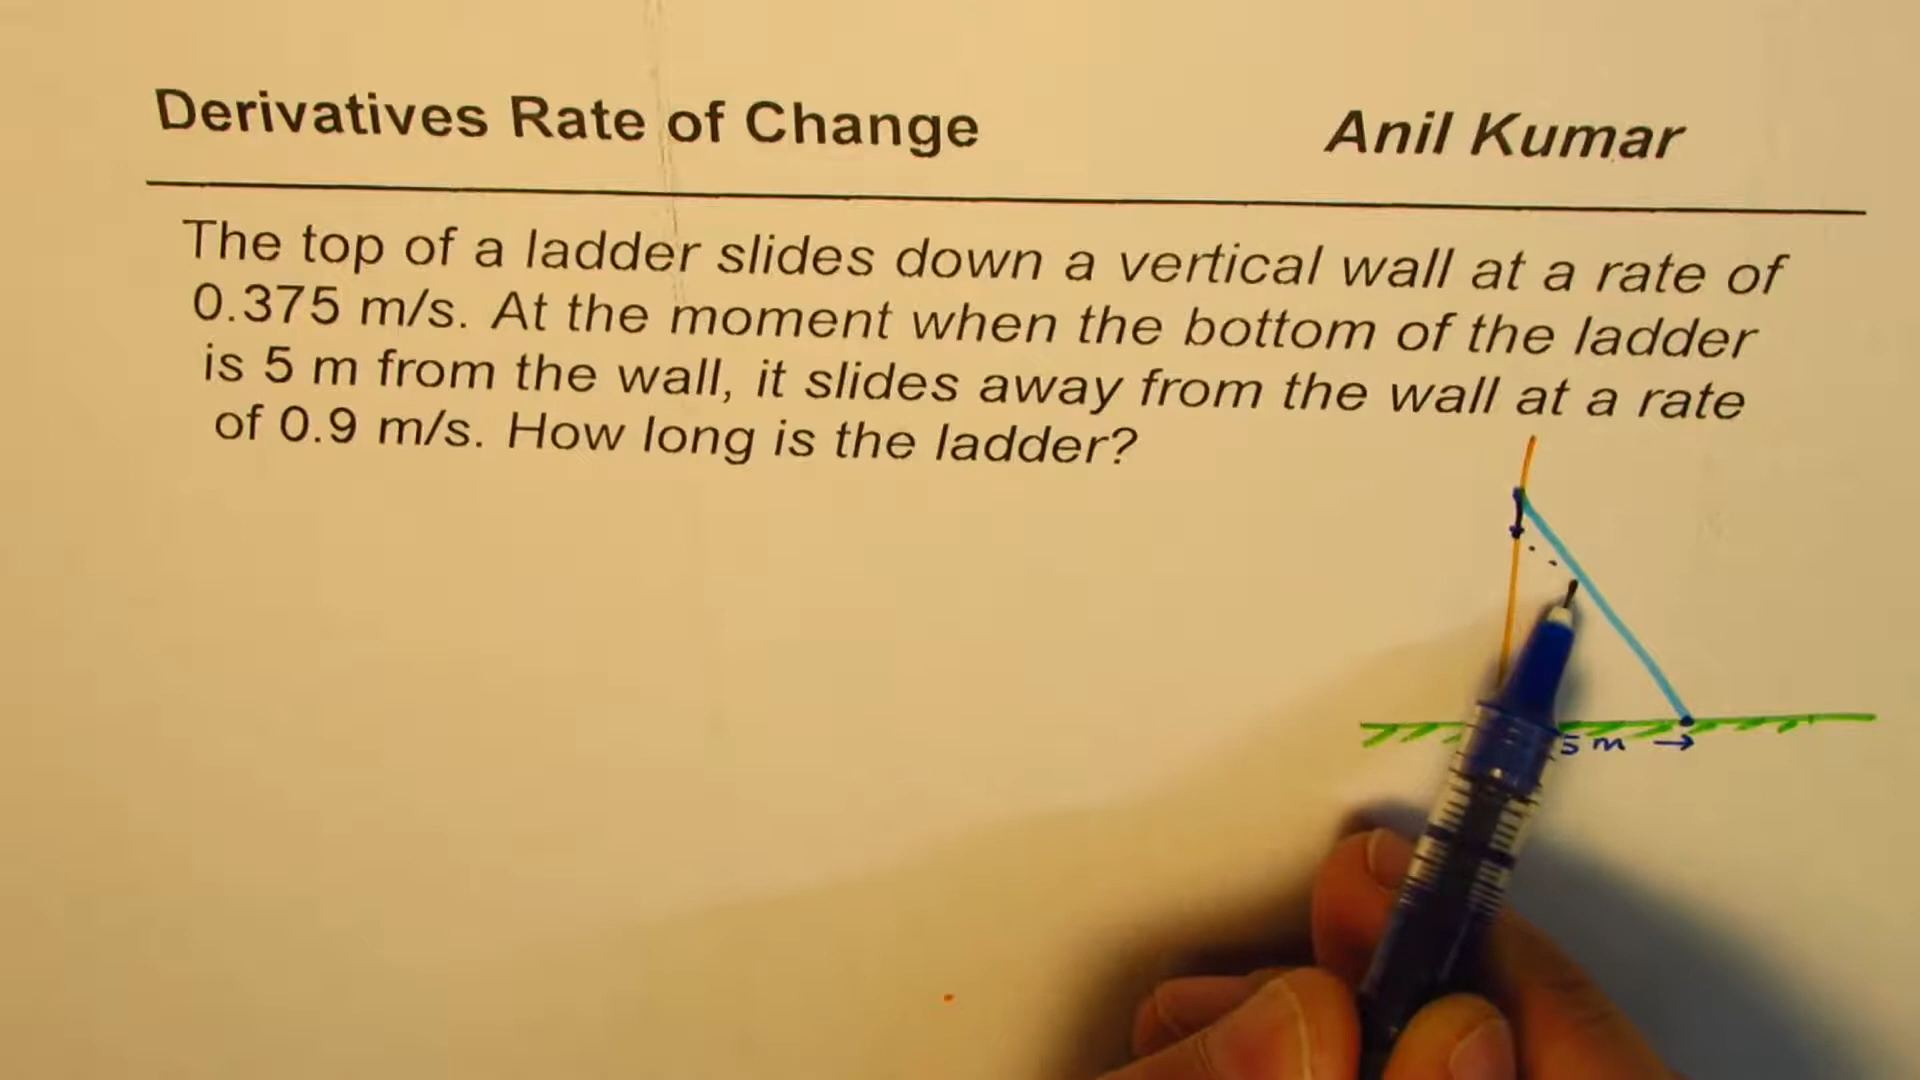 Derivatives Rate of Change Anil Kumar
The top of a ladder slides down a vertical wall at a rate of
0.375 m/s. At the moment when the bottom of the ladder
is 5 m from the wall, it slides away from the wall at a rate
of 0.9 m/s. How long is the ladder?
5 m →